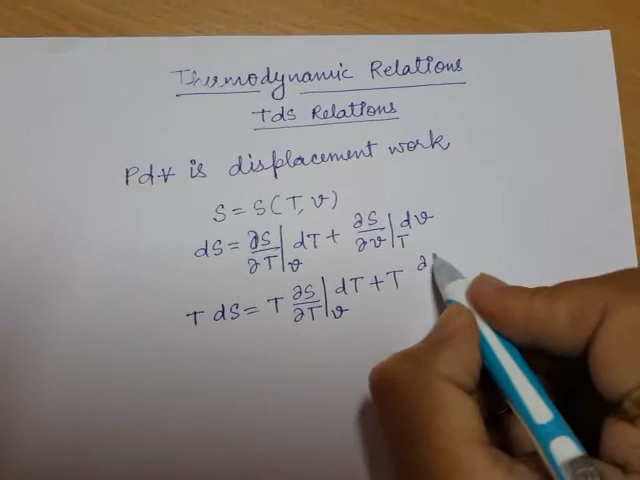 Thermodynamic Relations
Tds Relations
PdV is displacement work
S = S(T, v)
dS = ∂S/∂T|v dT + ∂S/∂v|T dv
T dS = T ∂S/∂T|v dT + T ∂